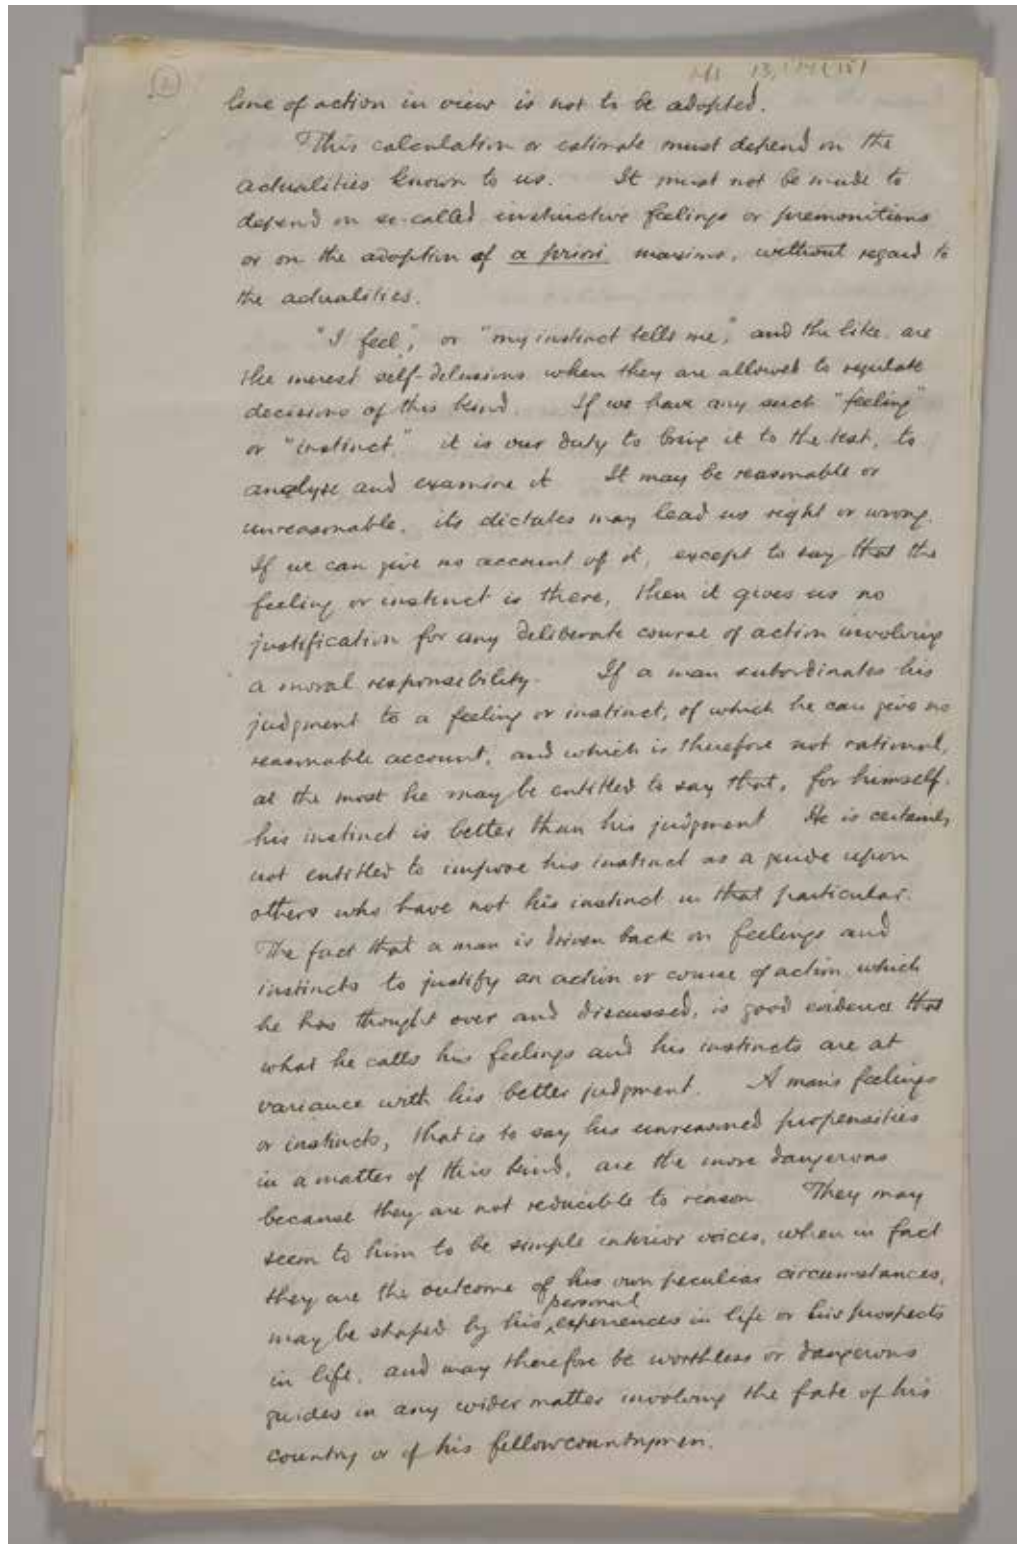 line of action in view is not to be adopted.
This calculation or estimate must depend on the
actualities known to us. It must not be made to
depend on so-called instinctive feelings or premonitions
or on the adoption of a priori maxims, without regard to
the actualities.
"I feel", or "my instinct tells me", and the like, are
the merest self-delusions when they are allowed to regulate
decisions of this kind. If we have any such "feeling"
or "instinct", it is our duty to bring it to the test, to
analyse and examine it. It may be reasonable or
unreasonable, its dictates may lead us right or wrong.
If we can give no account of it, except to say that the
feeling or instinct is there, then it gives us no
justification for any deliberate course of action involving
a moral responsibility. If a man subordinates his
judgment to a feeling or instinct, of which he can give no
reasonable account, and which is therefore not rational,
at the most he may be entitled to say that, for himself,
his instinct is better than his judgment. He is certainly
not entitled to impose his instinct as a guide upon
others who have not his instinct in that particular.
The fact that a man is driven back on feelings and
instincts to justify an action or course of action which
he has thought over and discussed, is good evidence that
what he calls his feelings and his instincts are at
variance with his better judgment. A man's feelings
or instincts, that is to say his unreasoned propensities
in a matter of this kind, are the more dangerous
because they are not reducible to reason. They may
seem to him to be simple interior voices, when in fact
they are the outcome of his own peculiar circumstances,
may be shaped by his personal experiences in life or his prospects
in life, and may therefore be worthless or dangerous
guides in any wider matter involving the fate of his
country or of his fellowcountrymen.